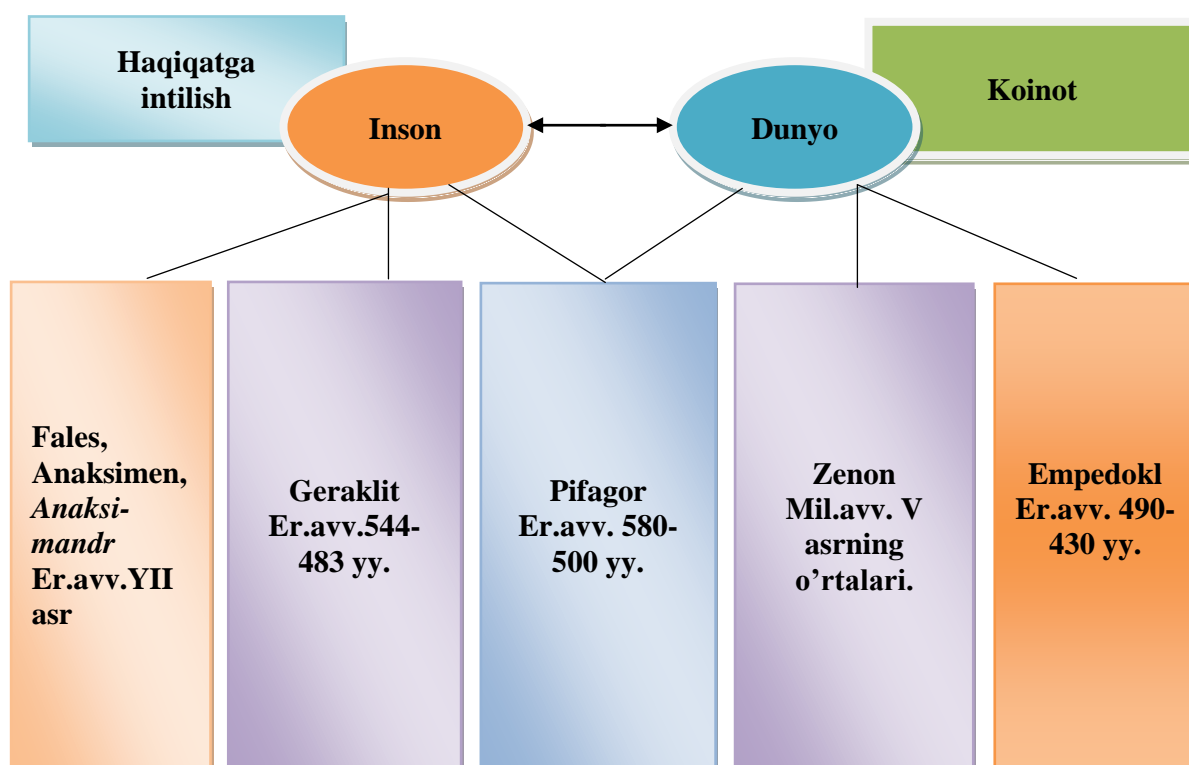 Haqiqatga
intilish
Inson
Dunyo
Koinot
Fales,
Anaksimen,
Anaksi-
mandr
Er.avv.YII
asr
Geraklit
Er.avv.544-
483 yy.
Pifagor
Er.avv. 580-
500 yy.
Zenon
Mil.avv. V
asrning
o’rtalari.
Empedokl
Er.avv. 490-
430 yy.